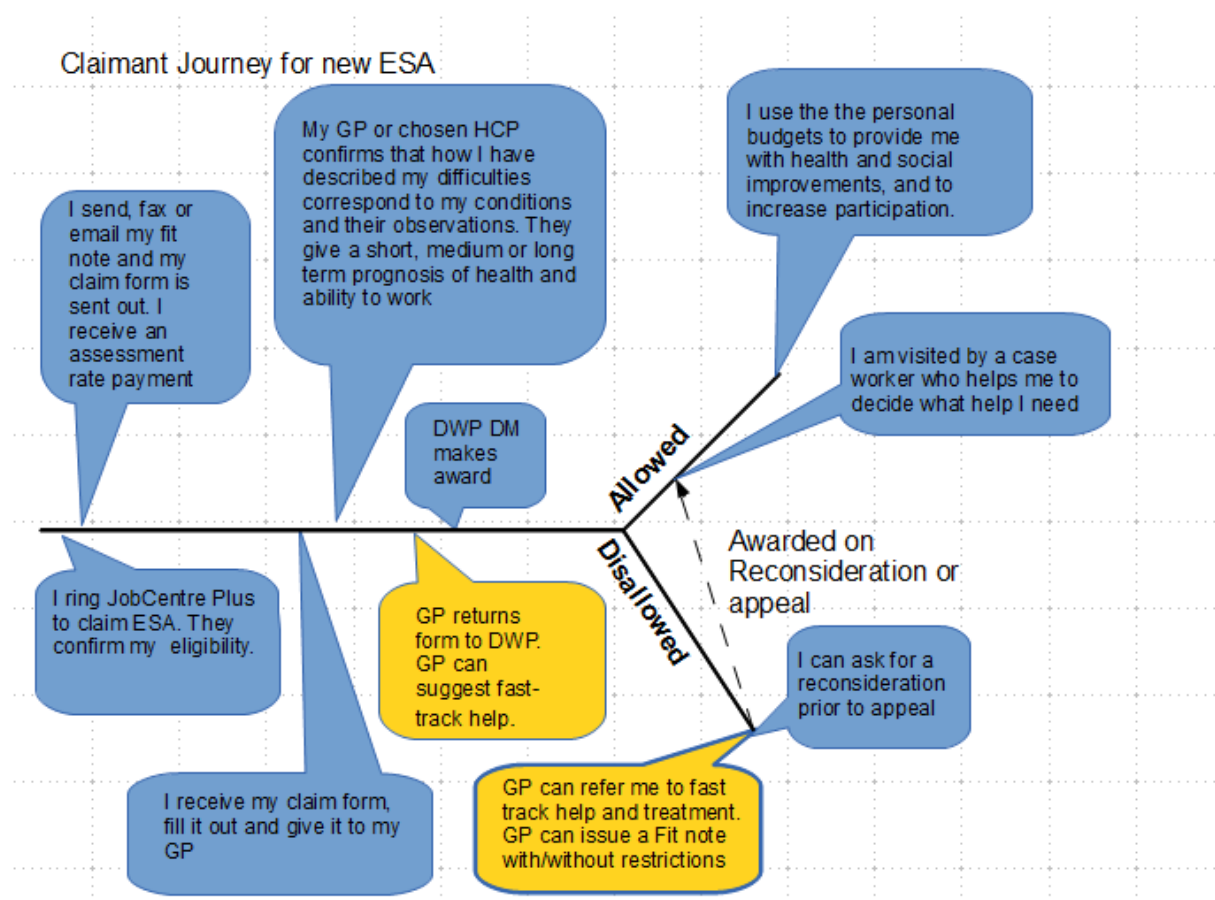 Claimant Journey for new ESA
I send, fax or
email my fit
note and my
claim form is
sent out. I
receive an
assessment
rate payment
My GP or chosen HCP
confirms that how I have
described my difficulties
correspond to my conditions
and their observations. They
give a short, medium or long
term prognosis of health and
ability to work
I use the the personal
budgets to provide me
with health and social
improvements, and to
increase participation.
I am visited by a case
worker who helps me to
decide what help I need
DWP DM
makes
award
Allowed
Disallowed
Awarded on
Reconsideration or
appeal
I ring JobCentre Plus
to claim ESA. They
confirm my eligibility.
GP returns
form to DWP.
GP can
suggest fast-
track help.
I can ask for a
reconsideration
prior to appeal
I receive my claim form,
fill it out and give it to my
GP
GP can refer me to fast
track help and treatment.
GP can issue a Fit note
with/without restrictions